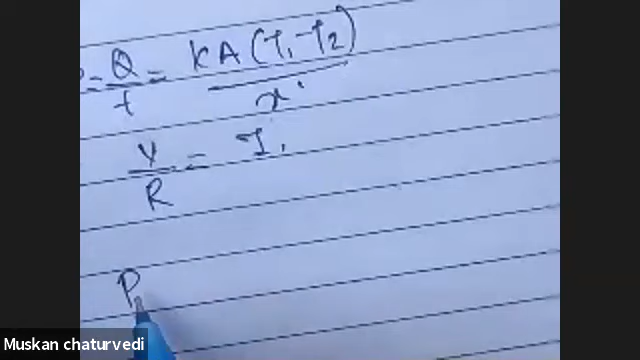 = Q/t = KA(T₁-T₂)/x
V/R = I.
P
Muskan chaturvedi